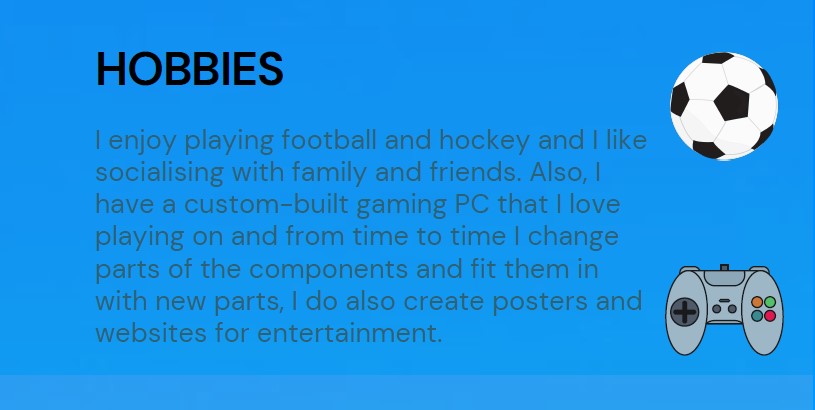 HOBBIES
I enjoy playing football and hockey and I like
socialising with family and friends. Also, I
have a custom-built gaming PC that I love
playing on and from time to time I change
parts of the components and fit them in
with new parts, I do also create posters and
websites for entertainment.